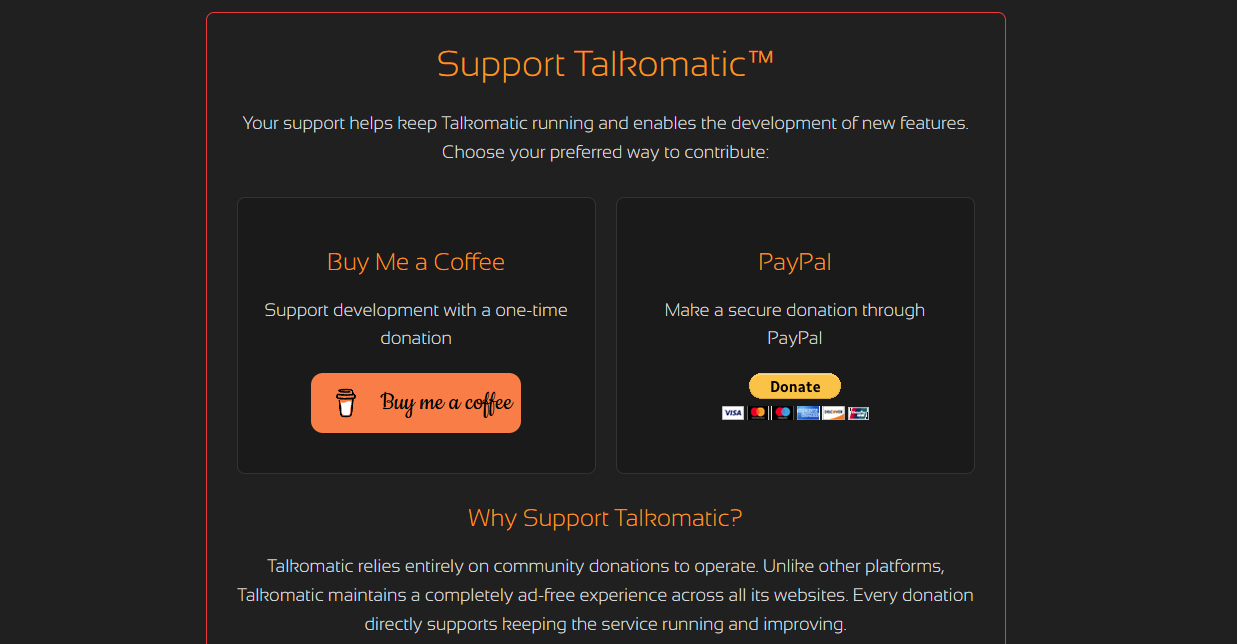 Support Talkomatic™
Your support helps keep Talkomatic running and enables the development of new features.
Choose your preferred way to contribute:
Buy Me a Coffee
Support development with a one-time
donation
Buy me a coffee
PayPal
Make a secure donation through
PayPal
Donate
VISA
DISCOVER
Why Support Talkomatic?
Talkomatic relies entirely on community donations to operate. Unlike other platforms,
Talkomatic maintains a completely ad-free experience across all its websites. Every donation
directly supports keeping the service running and improving.